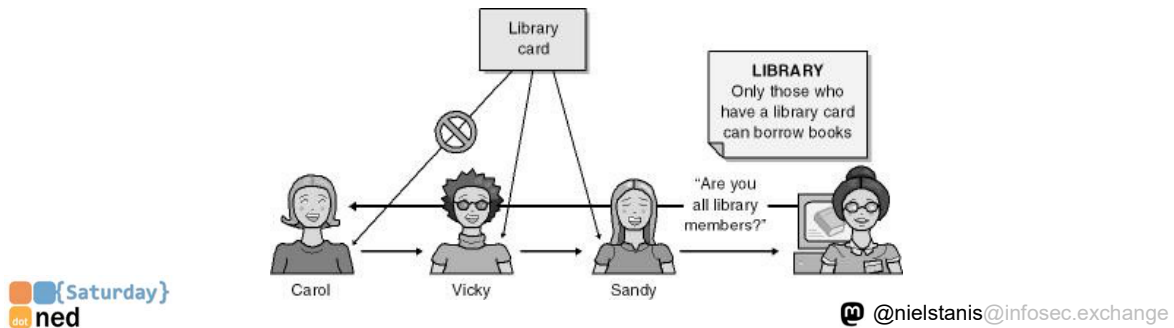 Library
card
LIBRARY
Only those who
have a library card
can borrow books
"Are you
all library
members?"
Carol
Vicky
Sandy
{Saturday}
dot ned
@nielstanis@infosec.exchange